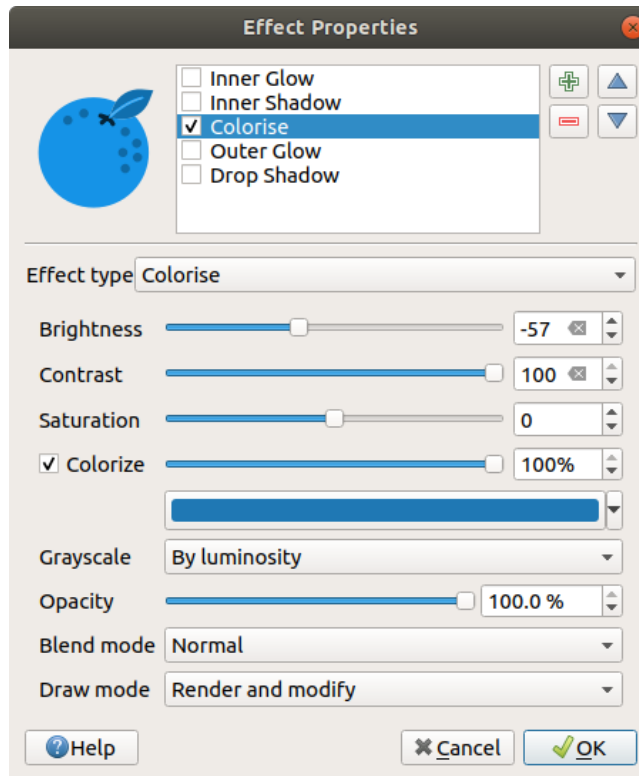 Effect Properties
Inner Glow
Inner Shadow
Colorise
Outer Glow
Drop Shadow
Effect type Colorise
Brightness -57
Contrast 100
Saturation 0
Colorize 100%
Grayscale By luminosity
Opacity 100.0 %
Blend mode Normal
Draw mode Render and modify
Help Cancel OK